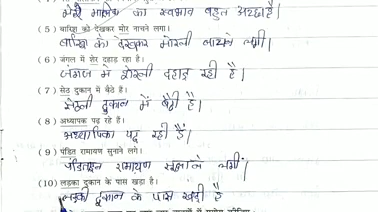 मेरी मालकिन का स्वभाव बहुत अच्छा है।
(5) बारिश को देखकर मोर नाचने लगा।
बारिश को देखकर मोरनी नाचने लगी।
(6) जंगल में शेर दहाड़ रहा है।
जंगल में शेरनी दहाड़ रही है।
(7) सेठ दुकान में बैठे हैं।
सेठानी दुकान में बैठी है।
(8) अध्यापक पढ़ रहे हैं।
अध्यापिका पढ़ रही हैं।
(9) पंडित रामायण सुनाने लगे।
पंडिताइन रामायण सुनाने लगीं।
(10) लड़का दुकान के पास खड़ा है।
लड़की दुकान के पास खड़ी है